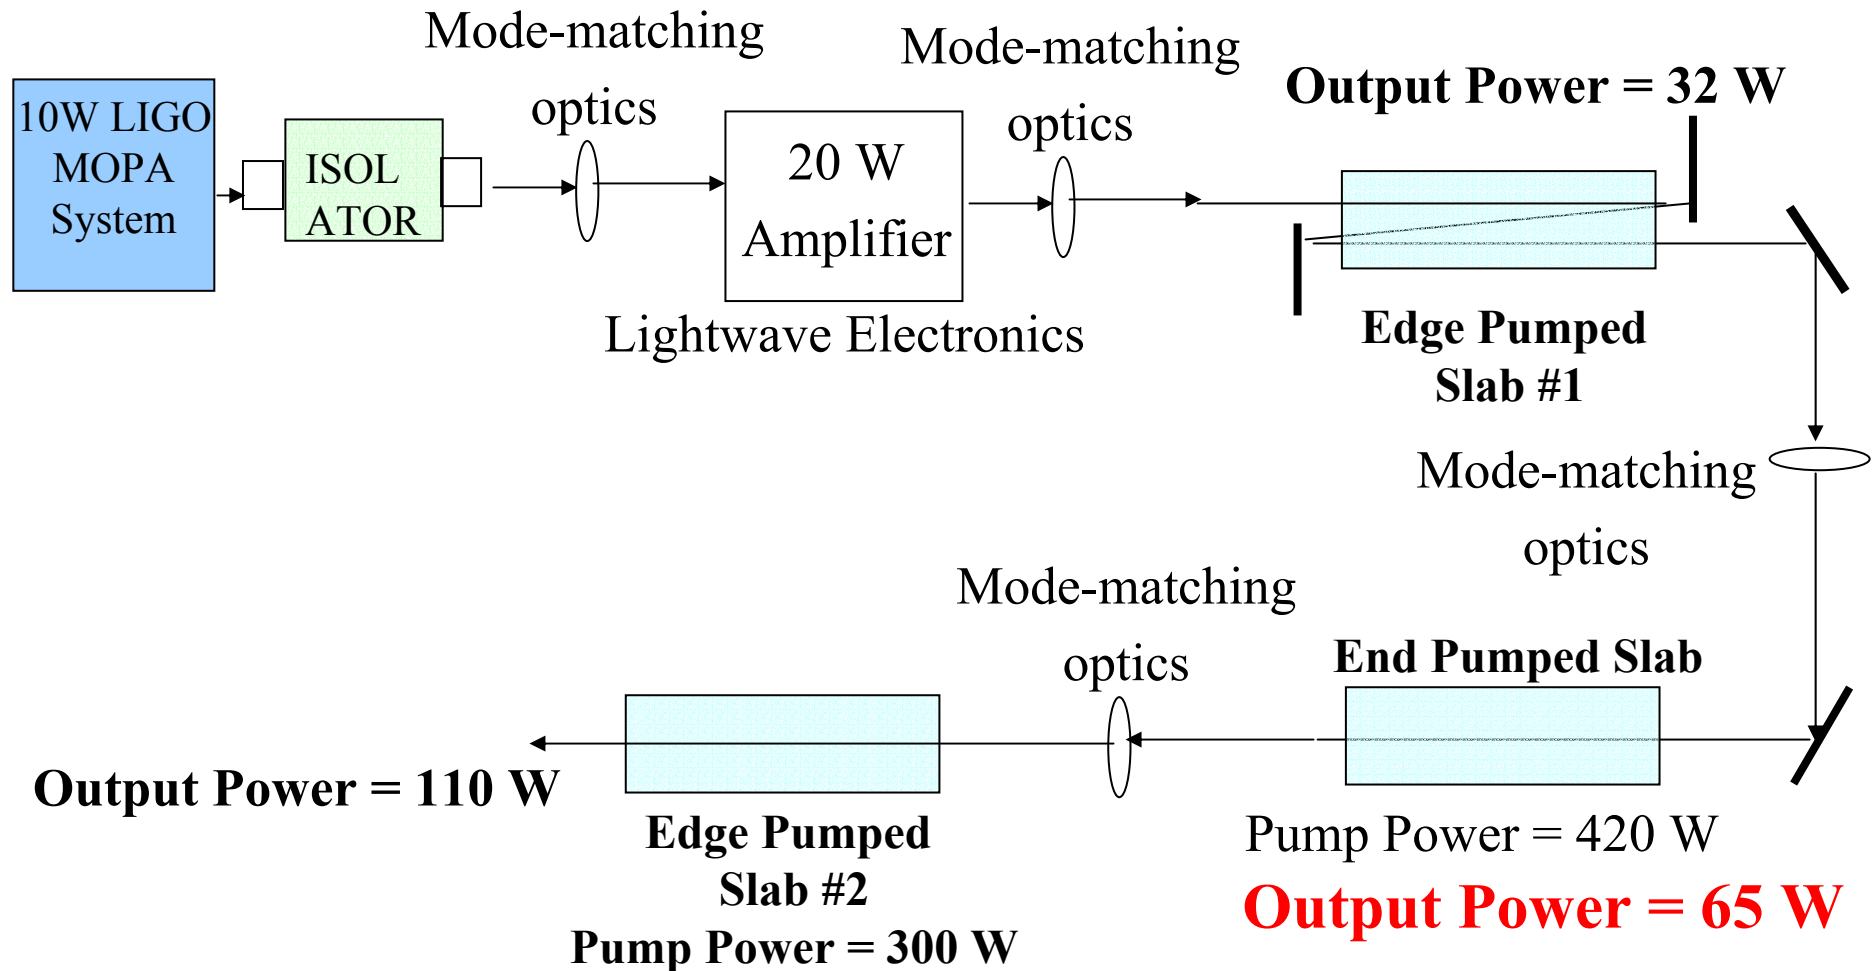 10W LIGO
MOPA
System
ISOL
ATOR
Mode-matching
optics
20 W
Amplifier
Lightwave Electronics
Mode-matching
optics
Output Power = 32 W
Edge Pumped
Slab #1
Mode-matching
optics
End Pumped Slab
Pump Power = 420 W
Output Power = 65 W
Mode-matching
optics
Edge Pumped
Slab #2
Pump Power = 300 W
Output Power = 110 W